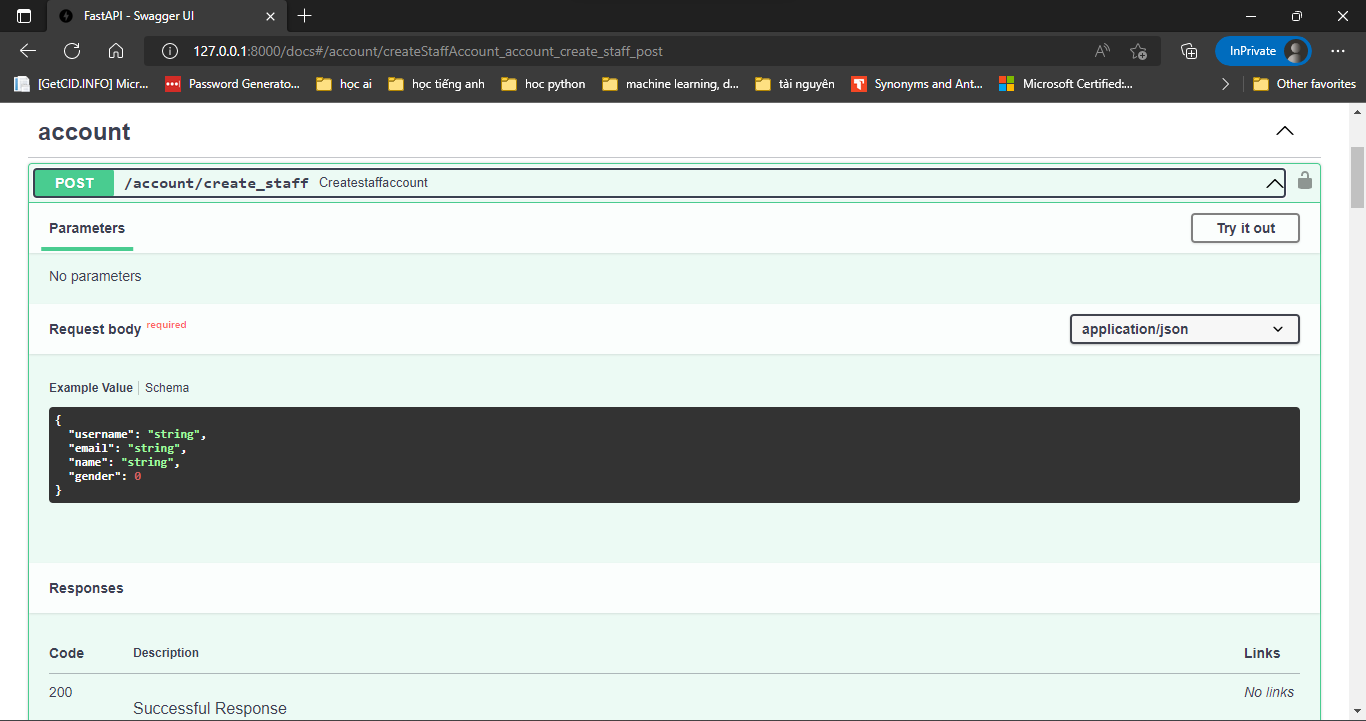 FastAPI - Swagger UI
127.0.0.1:8000/docs#/account/createStaffAccount_account_create_staff_post
InPrivate
[GetCID.INFO] Micr... Password Generato... học ai học tiếng anh hoc python machine learning, d... tài nguyên Synonyms and Ant... Microsoft Certified:... Other favorites
account
POST /account/create_staff Createstaffaccount
Parameters Try it out
No parameters
Request body required application/json
Example Value Schema
{
"username": "string",
"email": "string",
"name": "string",
"gender": 0
}
Responses
Code Description Links
200 No links
Successful Response